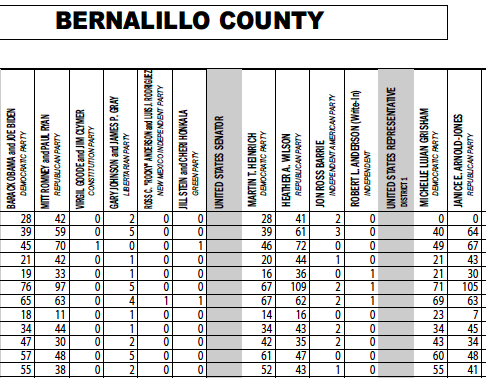 BERNALILLO COUNTY
BARACK OBAMA and JOE BIDEN
DEMOCRATIC PARTY
MITT ROMNEY and PAUL RYAN
REPUBLICAN PARTY
VIRGIL GOODE and JIM CLYMER
CONSTITUTION PARTY
GARY JOHNSON and JAMES P. GRAY
LIBERTARIAN PARTY
ROSS C. "ROCKY" ANDERSON and LUIS J. RODRIGUEZ
NEW MEXICO INDEPENDENT PARTY
JILL STEIN and CHERI HONKALA
GREEN PARTY
UNITED STATES SENATOR
MARTIN T. HEINRICH
DEMOCRATIC PARTY
HEATHER A. WILSON
REPUBLICAN PARTY
JON ROSS BARRIE
INDEPENDENT AMERICAN PARTY
ROBERT L. ANDERSON (Write-In)
INDEPENDENT
UNITED STATES REPRESENTATIVE
DISTRICT 1
MICHELLE LUJAN GRISHAM
DEMOCRATIC PARTY
JANICE E. ARNOLD-JONES
REPUBLICAN PARTY
28 42 0 2 0 0 28 41 2 0 0 0
39 59 0 5 0 0 39 61 3 0 40 64
45 70 1 0 0 1 46 72 0 0 49 67
21 42 0 1 0 0 20 44 1 0 21 43
19 33 0 1 0 0 16 36 0 1 21 30
76 97 0 5 0 0 67 109 2 1 71 105
65 63 0 4 1 1 67 62 2 1 69 63
18 11 0 1 0 0 14 16 0 0 23 7
34 44 0 1 0 0 34 43 2 0 34 45
47 30 0 2 0 0 42 35 2 0 43 34
57 48 0 5 0 0 61 47 0 0 60 48
55 38 0 2 0 0 52 43 1 0 55 41